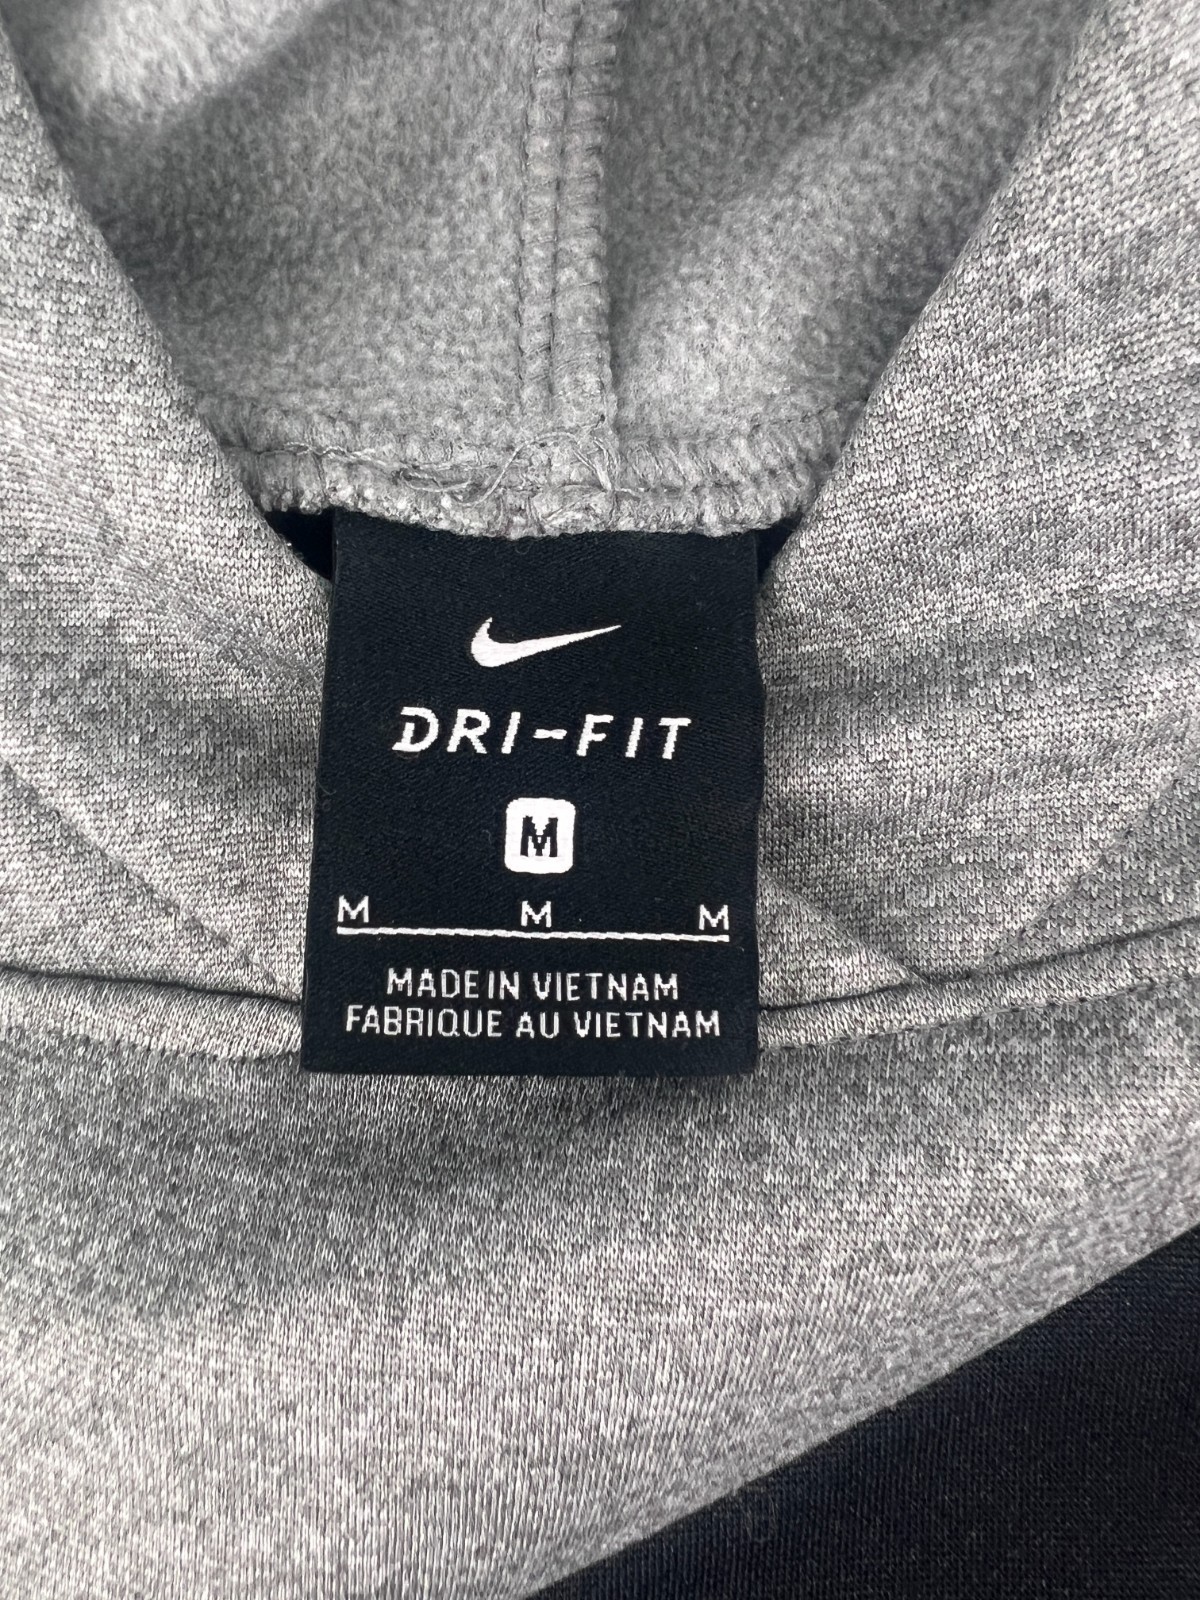 DRI-FIT
M
M M M
MADE IN VIETNAM
FABRIQUE AU VIETNAM